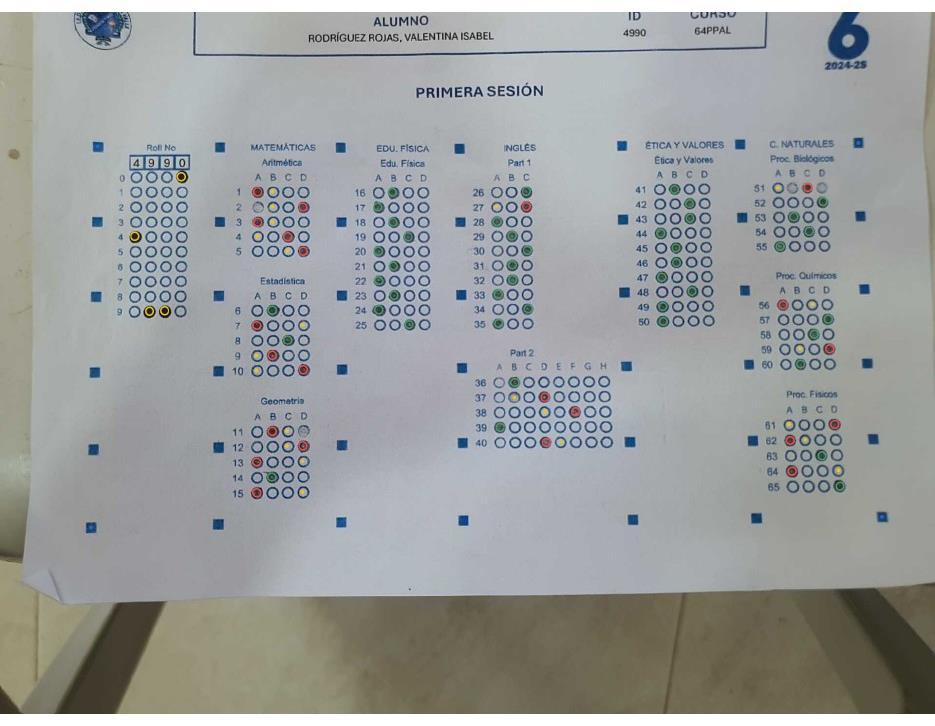 ALUMNO ID CURSO
RODRÍGUEZ ROJAS, VALENTINA ISABEL 4990 64PPAL
6
2024-25
PRIMERA SESIÓN
Roll No
4 9 9 0
0
1
2
3
4
5
6
7
8
9
MATEMÁTICAS
Aritmética
A B C D
1
2
3
4
5
Estadística
A B C D
6
7
8
9
10
Geometría
A B C D
11
12
13
14
15
EDU. FÍSICA
Edu. Física
A B C D
16
17
18
19
20
21
22
23
24
25
INGLÉS
Part 1
A B C
26
27
28
29
30
31
32
33
34
35
Part 2
A B C D E F G H
36
37
38
39
40
ÉTICA Y VALORES
Ética y Valores
A B C D
41
42
43
44
45
46
47
48
49
50
C. NATURALES
Proc. Biológicos
A B C D
51
52
53
54
55
Proc. Químicos
A B C D
56
57
58
59
60
Proc. Físicos
A B C D
61
62
63
64
65